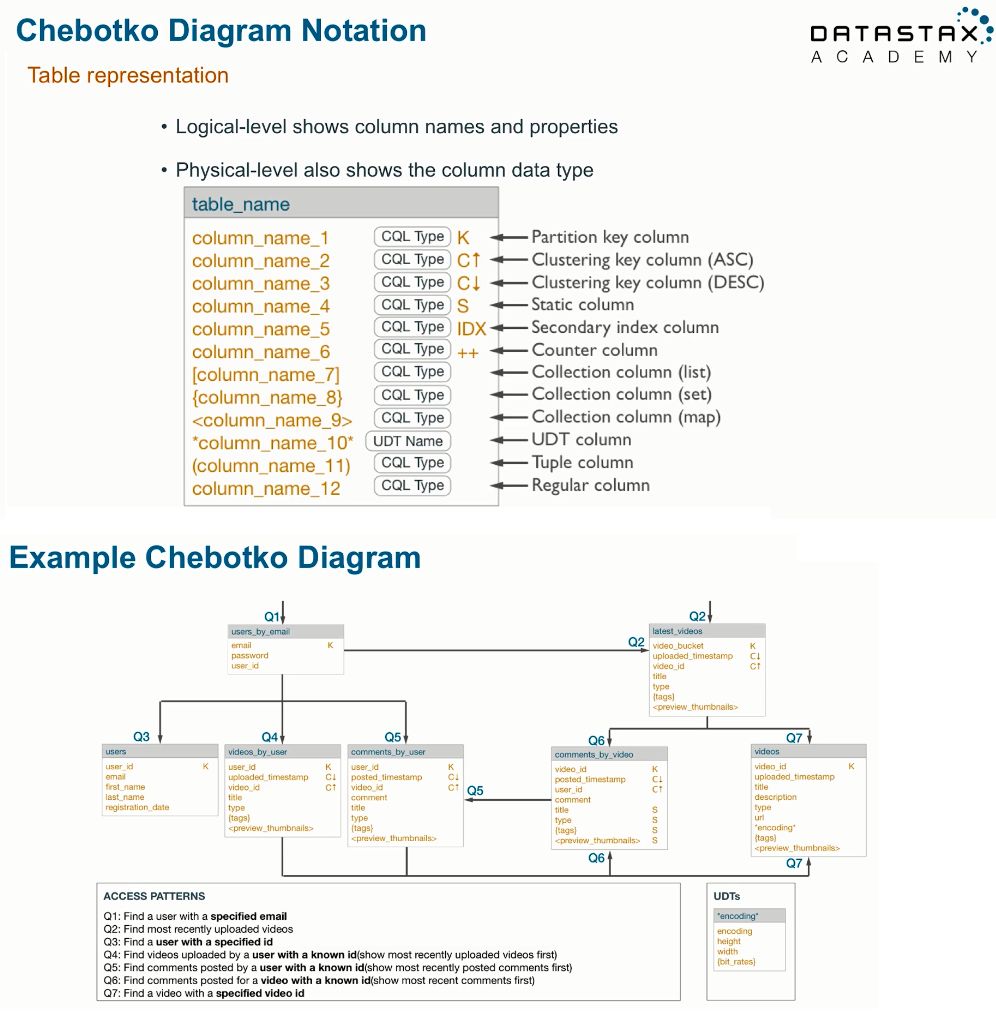 Chebotko Diagram Notation
DATASTAX
ACADEMY
Table representation
• Logical-level shows column names and properties
• Physical-level also shows the column data type
table_name
column_name_1 CQL Type K Partition key column
column_name_2 CQL Type C↑ Clustering key column (ASC)
column_name_3 CQL Type C↓ Clustering key column (DESC)
column_name_4 CQL Type S Static column
column_name_5 CQL Type IDX Secondary index column
column_name_6 CQL Type ++ Counter column
[column_name_7] CQL Type Collection column (list)
{column_name_8} CQL Type Collection column (set)
<column_name_9> CQL Type Collection column (map)
*column_name_10* UDT Name UDT column
(column_name_11) CQL Type Tuple column
column_name_12 CQL Type Regular column
Example Chebotko Diagram
Q1
users_by_email
email K
password
user_id
Q2
Q2
latest_videos
video_bucket K
uploaded_timestamp C↓
video_id C↑
title
type
{tags}
<preview_thumbnails>
Q3
users
user_id K
email
first_name
last_name
registration_date
Q4
videos_by_user
user_id K
uploaded_timestamp C↓
video_id C↑
title
type
{tags}
<preview_thumbnails>
Q5
comments_by_user
user_id K
posted_timestamp C↓
video_id C↑
comment
title
type
{tags}
<preview_thumbnails>
Q5
Q6
comments_by_video
video_id K
posted_timestamp C↓
user_id C↑
comment
title S
type S
{tags} S
<preview_thumbnails> S
Q6
Q7
videos
video_id K
uploaded_timestamp
title
description
type
url
*encoding*
{tags}
<preview_thumbnails>
Q7
ACCESS PATTERNS
Q1: Find a user with a specified email
Q2: Find most recently uploaded videos
Q3: Find a user with a specified id
Q4: Find videos uploaded by a user with a known id(show most recently uploaded videos first)
Q5: Find comments posted by a user with a known id(show most recently posted comments first)
Q6: Find comments posted for a video with a known id(show most recent comments first)
Q7: Find a video with a specified video id
UDTs
*encoding*
encoding
height
width
{bit_rates}